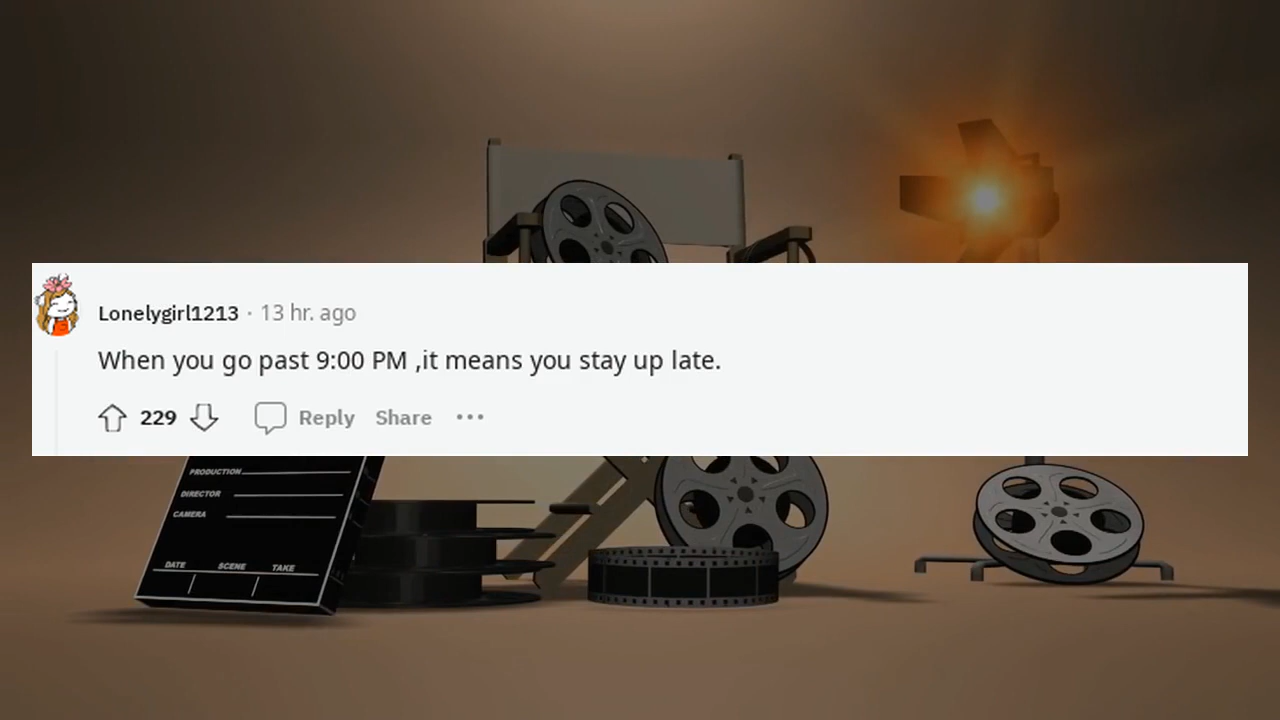 Lonelygirl1213 · 13 hr. ago
When you go past 9:00 PM ,it means you stay up late.
229 Reply Share ...
PRODUCTION
DIRECTOR
CAMERA
DATE SCENE TAKE